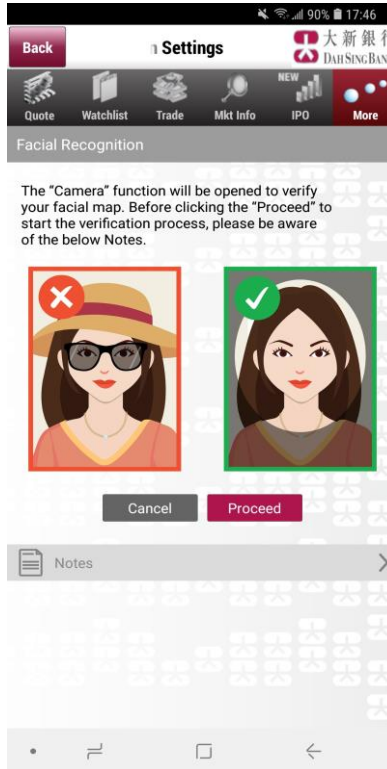 90% 17:46
Back
n Settings
大新銀行
DAH SING BANK
Quote
Watchlist
Trade
Mkt Info
NEW
IPO
More
Facial Recognition
The “Camera” function will be opened to verify
your facial map. Before clicking the “Proceed” to
start the verification process, please be aware
of the below Notes.
Cancel
Proceed
Notes